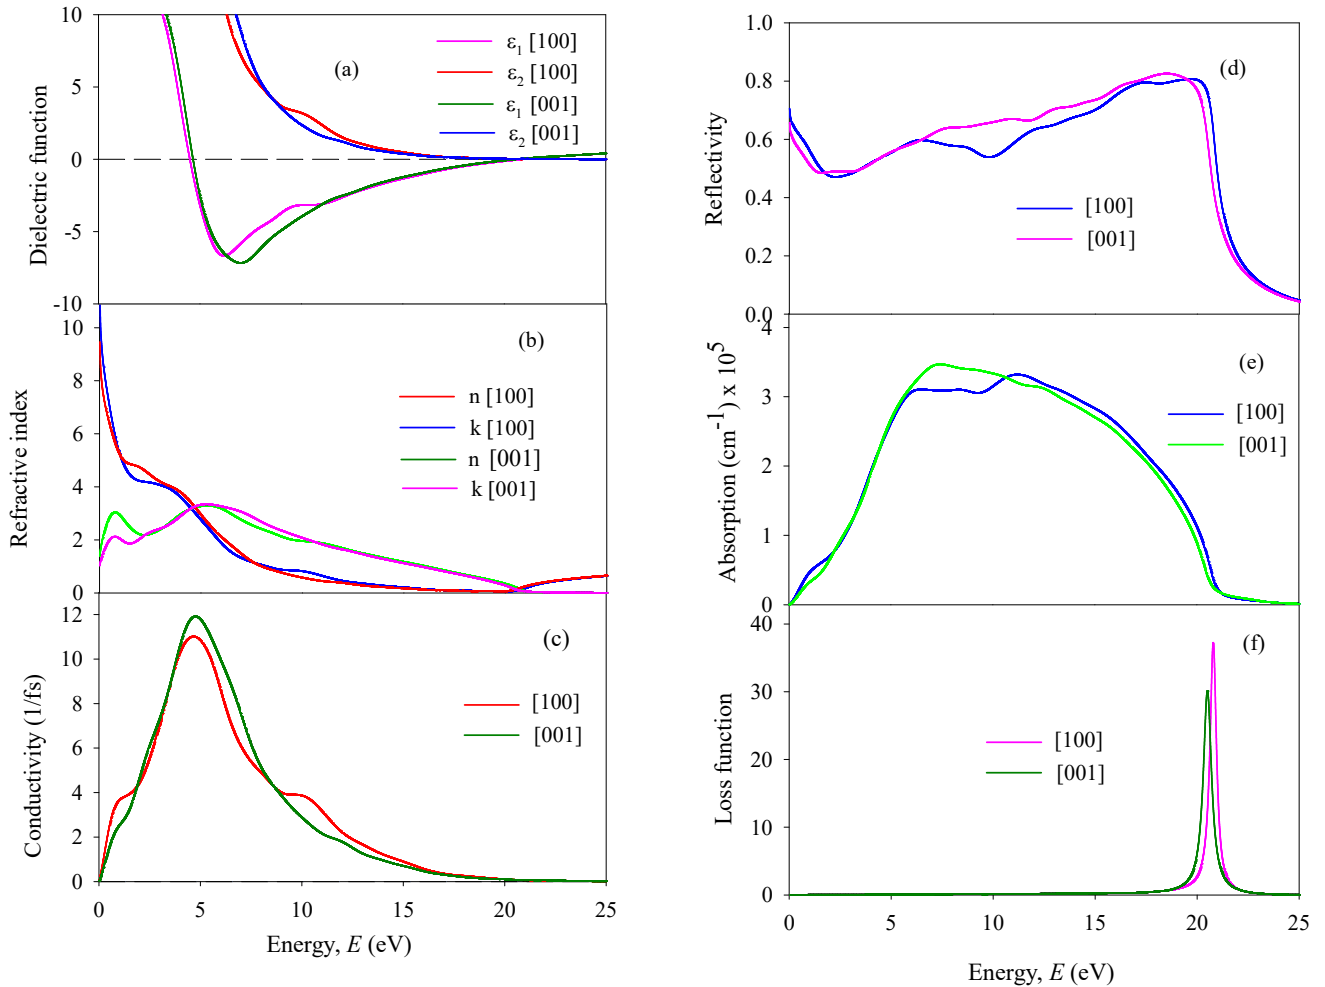 10
5
0
-5
-10
Dielectric function
(a)
ε1 [100]
ε2 [100]
ε1 [001]
ε2 [001]
10
8
6
4
2
0
Refractive index
(b)
n [100]
k [100]
n [001]
k [001]
12
10
8
6
4
2
0
Conductivity (1/fs)
(c)
[100]
[001]
0 5 10 15 20 25
Energy, E (eV)
1.0
0.8
0.6
0.4
0.2
0.0
Reflectivity
(d)
[100]
[001]
4
3
2
1
0
Absorption (cm-1) x 105
(e)
[100]
[001]
40
30
20
10
0
Loss function
(f)
[100]
[001]
0 5 10 15 20 25
Energy, E (eV)